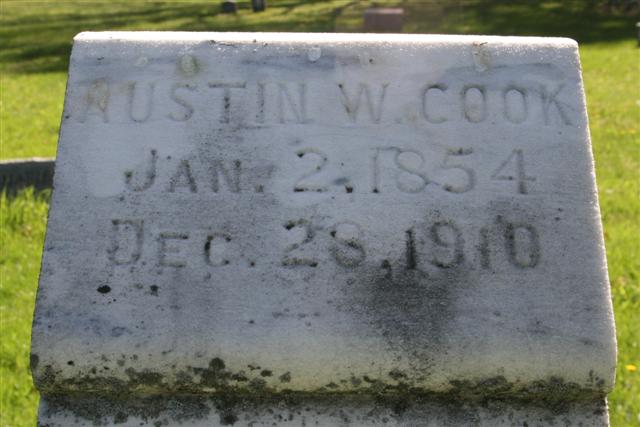 AUSTIN W. COOK
JAN. 2, 1854
DEC. 28, 1910